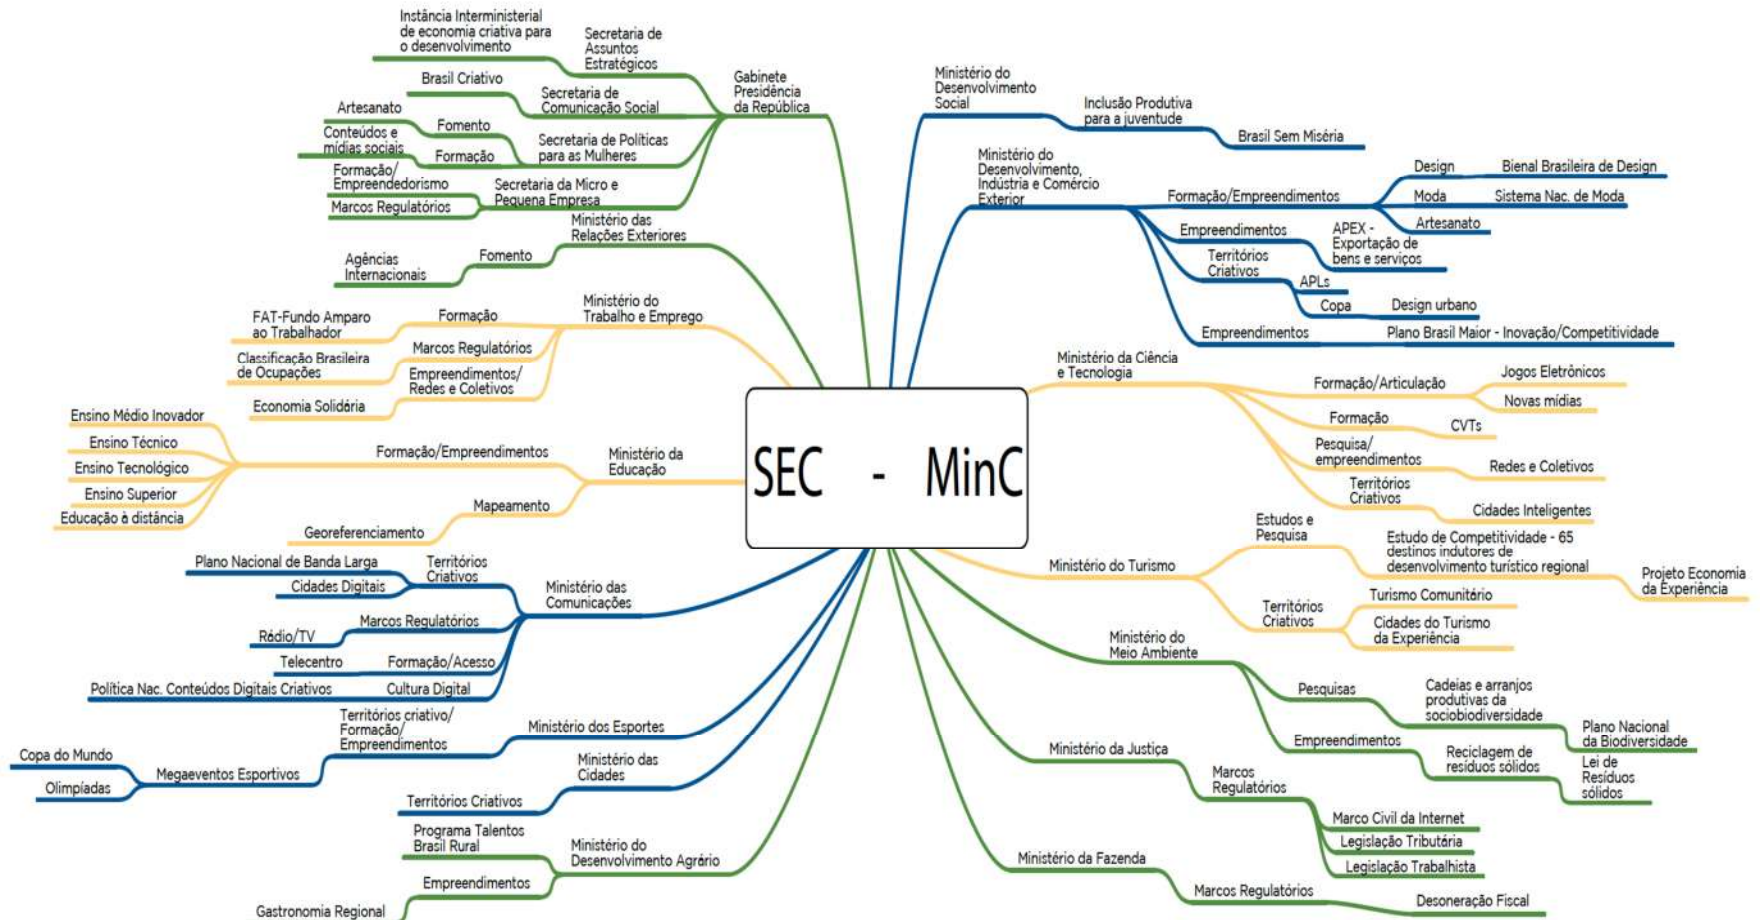 Instância Interministerial
de economia criativa para
o desenvolvimento
Secretaria de
Assuntos
Estratégicos
Brasil Criativo
Secretaria de
Comunicação Social
Gabinete
Presidência
da República
Artesanato
Fomento
Conteúdos e
mídias sociais
Formação
Secretaria de Políticas
para as Mulheres
Formação/
Empreendedorismo
Marcos Regulatórios
Secretaria da Micro e
Pequena Empresa
Ministério das
Relações Exteriores
Fomento
Agências
Internacionais
Ministério do
Trabalho e Emprego
Formação
FAT-Fundo Amparo
ao Trabalhador
Marcos Regulatórios
Classificação Brasileira
de Ocupações
Empreendimentos/
Redes e Coletivos
Economia Solidária
Ensino Médio Inovador
Ensino Técnico
Ensino Tecnológico
Ensino Superior
Educação à distância
Formação/Empreendimentos
Ministério da
Educação
Mapeamento
Georeferenciamento
Plano Nacional de Banda Larga
Cidades Digitais
Territórios
Criativos
Ministério das
Comunicações
Marcos Regulatórios
Rádio/TV
Telecentro
Formação/Acesso
Política Nac. Conteúdos Digitais Criativos
Cultura Digital
Territórios criativo/
Formação/
Empreendimentos
Ministério dos Esportes
Copa do Mundo
Olimpíadas
Megaeventos Esportivos
Ministério das
Cidades
Territórios Criativos
Programa Talentos
Brasil Rural
Ministério do
Desenvolvimento Agrário
Empreendimentos
Gastronomia Regional
SEC - MinC
Ministério do
Desenvolvimento
Social
Inclusão Produtiva
para a juventude
Brasil Sem Miséria
Ministério do
Desenvolvimento,
Indústria e Comércio
Exterior
Formação/Empreendimentos
Design
Bienal Brasileira de Design
Moda
Sistema Nac. de Moda
Artesanato
Empreendimentos
APEX -
Exportação de
bens e serviços
Territórios
Criativos
APLs
Copa
Design urbano
Empreendimentos
Plano Brasil Maior - Inovação/Competitividade
Ministério da Ciência
e Tecnologia
Formação/Articulação
Jogos Eletrônicos
Novas mídias
Formação
CVTs
Pesquisa/
empreendimentos
Redes e Coletivos
Territórios
Criativos
Cidades Inteligentes
Ministério do Turismo
Estudos e
Pesquisa
Estudo de Competitividade - 65
destinos indutores de
desenvolvimento turístico regional
Projeto Economia
da Experiência
Territórios
Criativos
Turismo Comunitário
Cidades do Turismo
da Experiência
Ministério do
Meio Ambiente
Pesquisas
Cadeias e arranjos
produtivas da
sociobiodiversidade
Plano Nacional
da Biodiversidade
Empreendimentos
Reciclagem de
resíduos sólidos
Lei de
Resíduos
sólidos
Ministério da Justiça
Marcos
Regulatórios
Marco Civil da Internet
Legislação Tributária
Legislação Trabalhista
Ministério da Fazenda
Marcos Regulatórios
Desoneração Fiscal